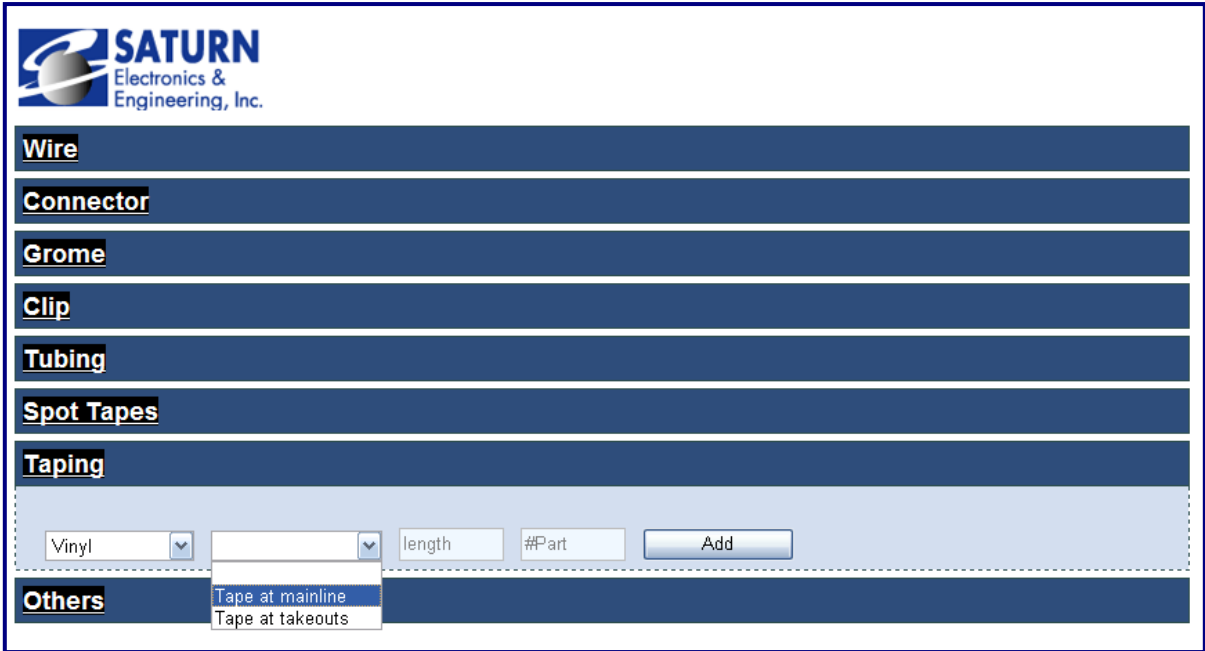 SATURN
Electronics &
Engineering, Inc.
Wire
Connector
Grome
Clip
Tubing
Spot Tapes
Taping
Vinyl length #Part Add
Tape at mainline
Tape at takeouts
Others